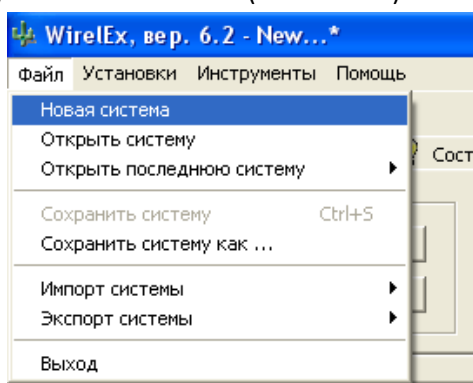 WirelEx, вер. 6.2 - New...*
Файл Установки Инструменты Помощь
Новая система
Открыть систему
Открыть последнюю систему
Сост
Сохранить систему Ctrl+S
Сохранить систему как ...
Импорт системы
Экспорт системы
Выход